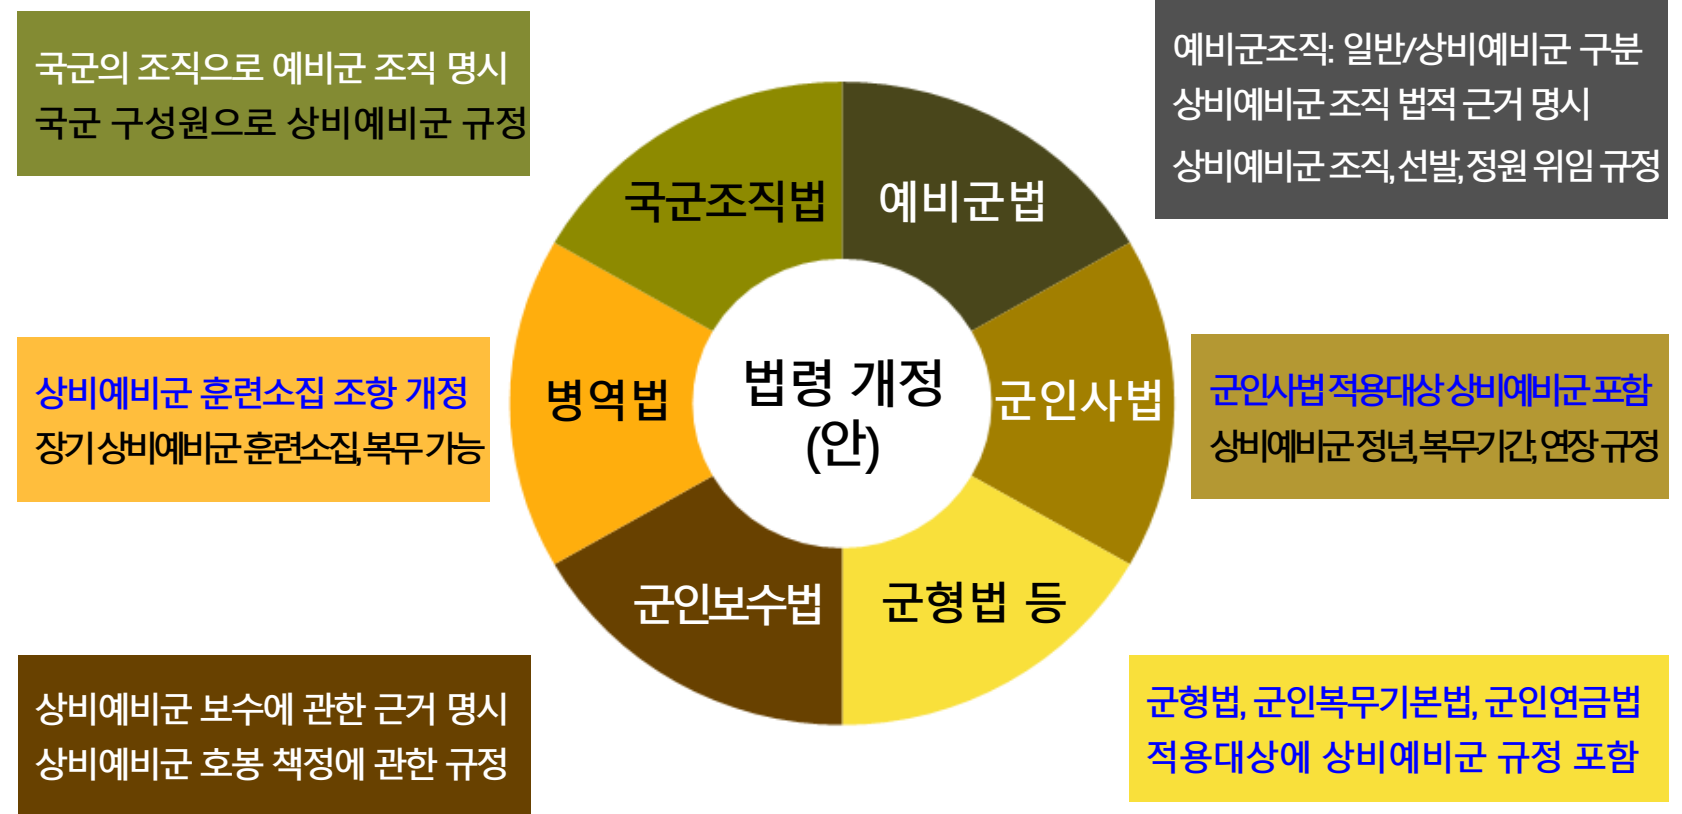 국군의 조직으로 예비군 조직 명시
국군 구성원으로 상비예비군 규정
예비군조직: 일반/상비예비군 구분
상비예비군 조직 법적 근거 명시
상비예비군 조직, 선발, 정원 위임 규정
국군조직법
예비군법
상비예비군 훈련소집 조항 개정
장기 상비예비군 훈련소집, 복무 가능
병역법
법령 개정
(안)
군인사법
군인사법 적용대상 상비예비군 포함
상비예비군 정년, 복무기간, 연장 규정
군인보수법
군형법 등
상비예비군 보수에 관한 근거 명시
상비예비군 호봉 책정에 관한 규정
군형법, 군인복무기본법, 군인연금법
적용대상에 상비예비군 규정 포함